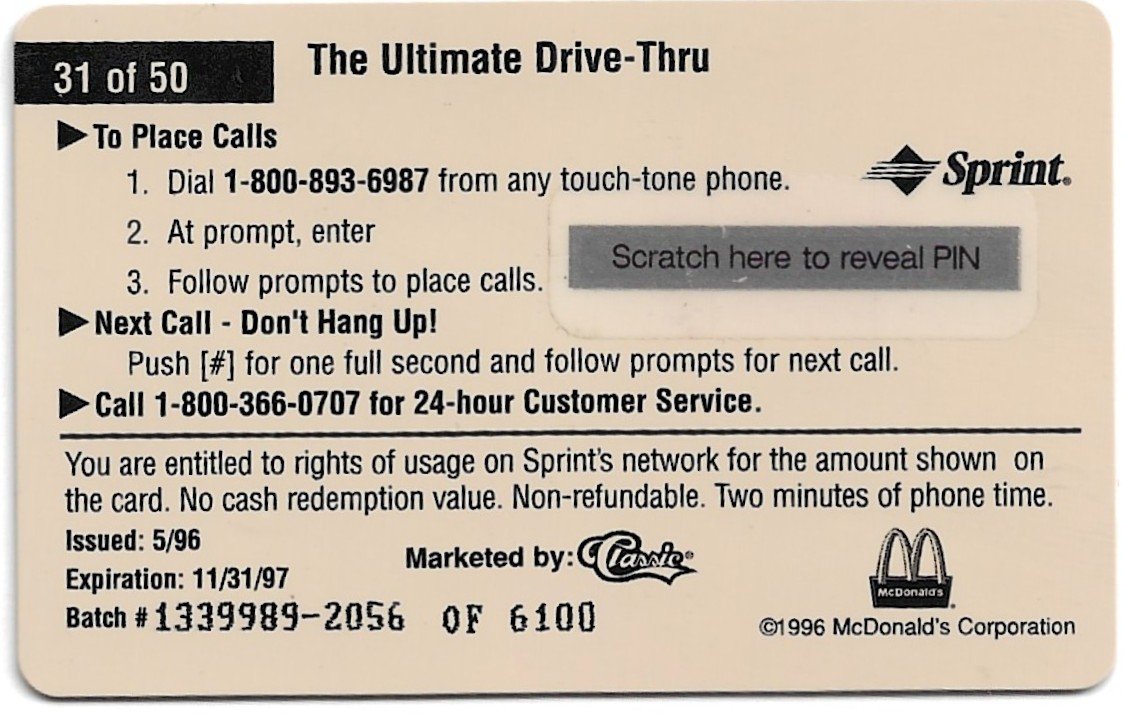 31 of 50
The Ultimate Drive-Thru
To Place Calls
1. Dial 1-800-893-6987 from any touch-tone phone.
Sprint.
2. At prompt, enter
Scratch here to reveal PIN
3. Follow prompts to place calls.
Next Call - Don't Hang Up!
Push [#] for one full second and follow prompts for next call.
Call 1-800-366-0707 for 24-hour Customer Service.
You are entitled to rights of usage on Sprint's network for the amount shown on
the card. No cash redemption value. Non-refundable. Two minutes of phone time.
Issued: 5/96
Marketed by: Classic®
Expiration: 11/31/97
McDonald's
Batch # 1339989-2056 OF 6100
©1996 McDonald's Corporation